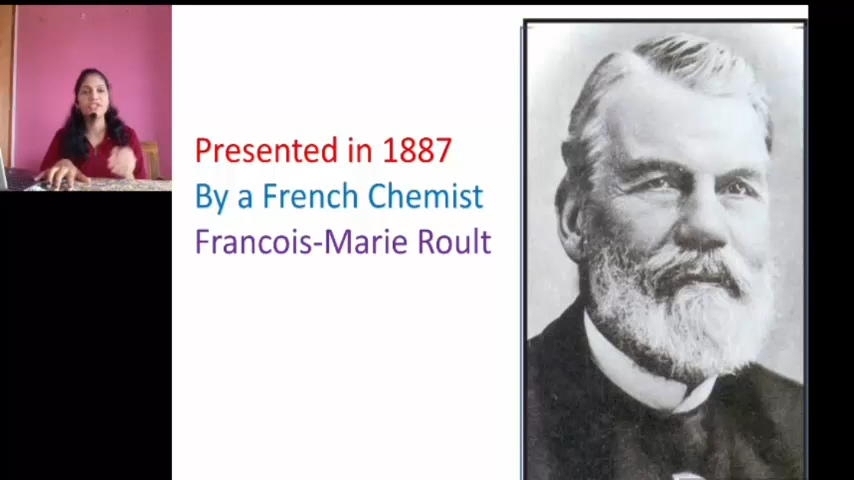 Presented in 1887
By a French Chemist
Francois-Marie Roult